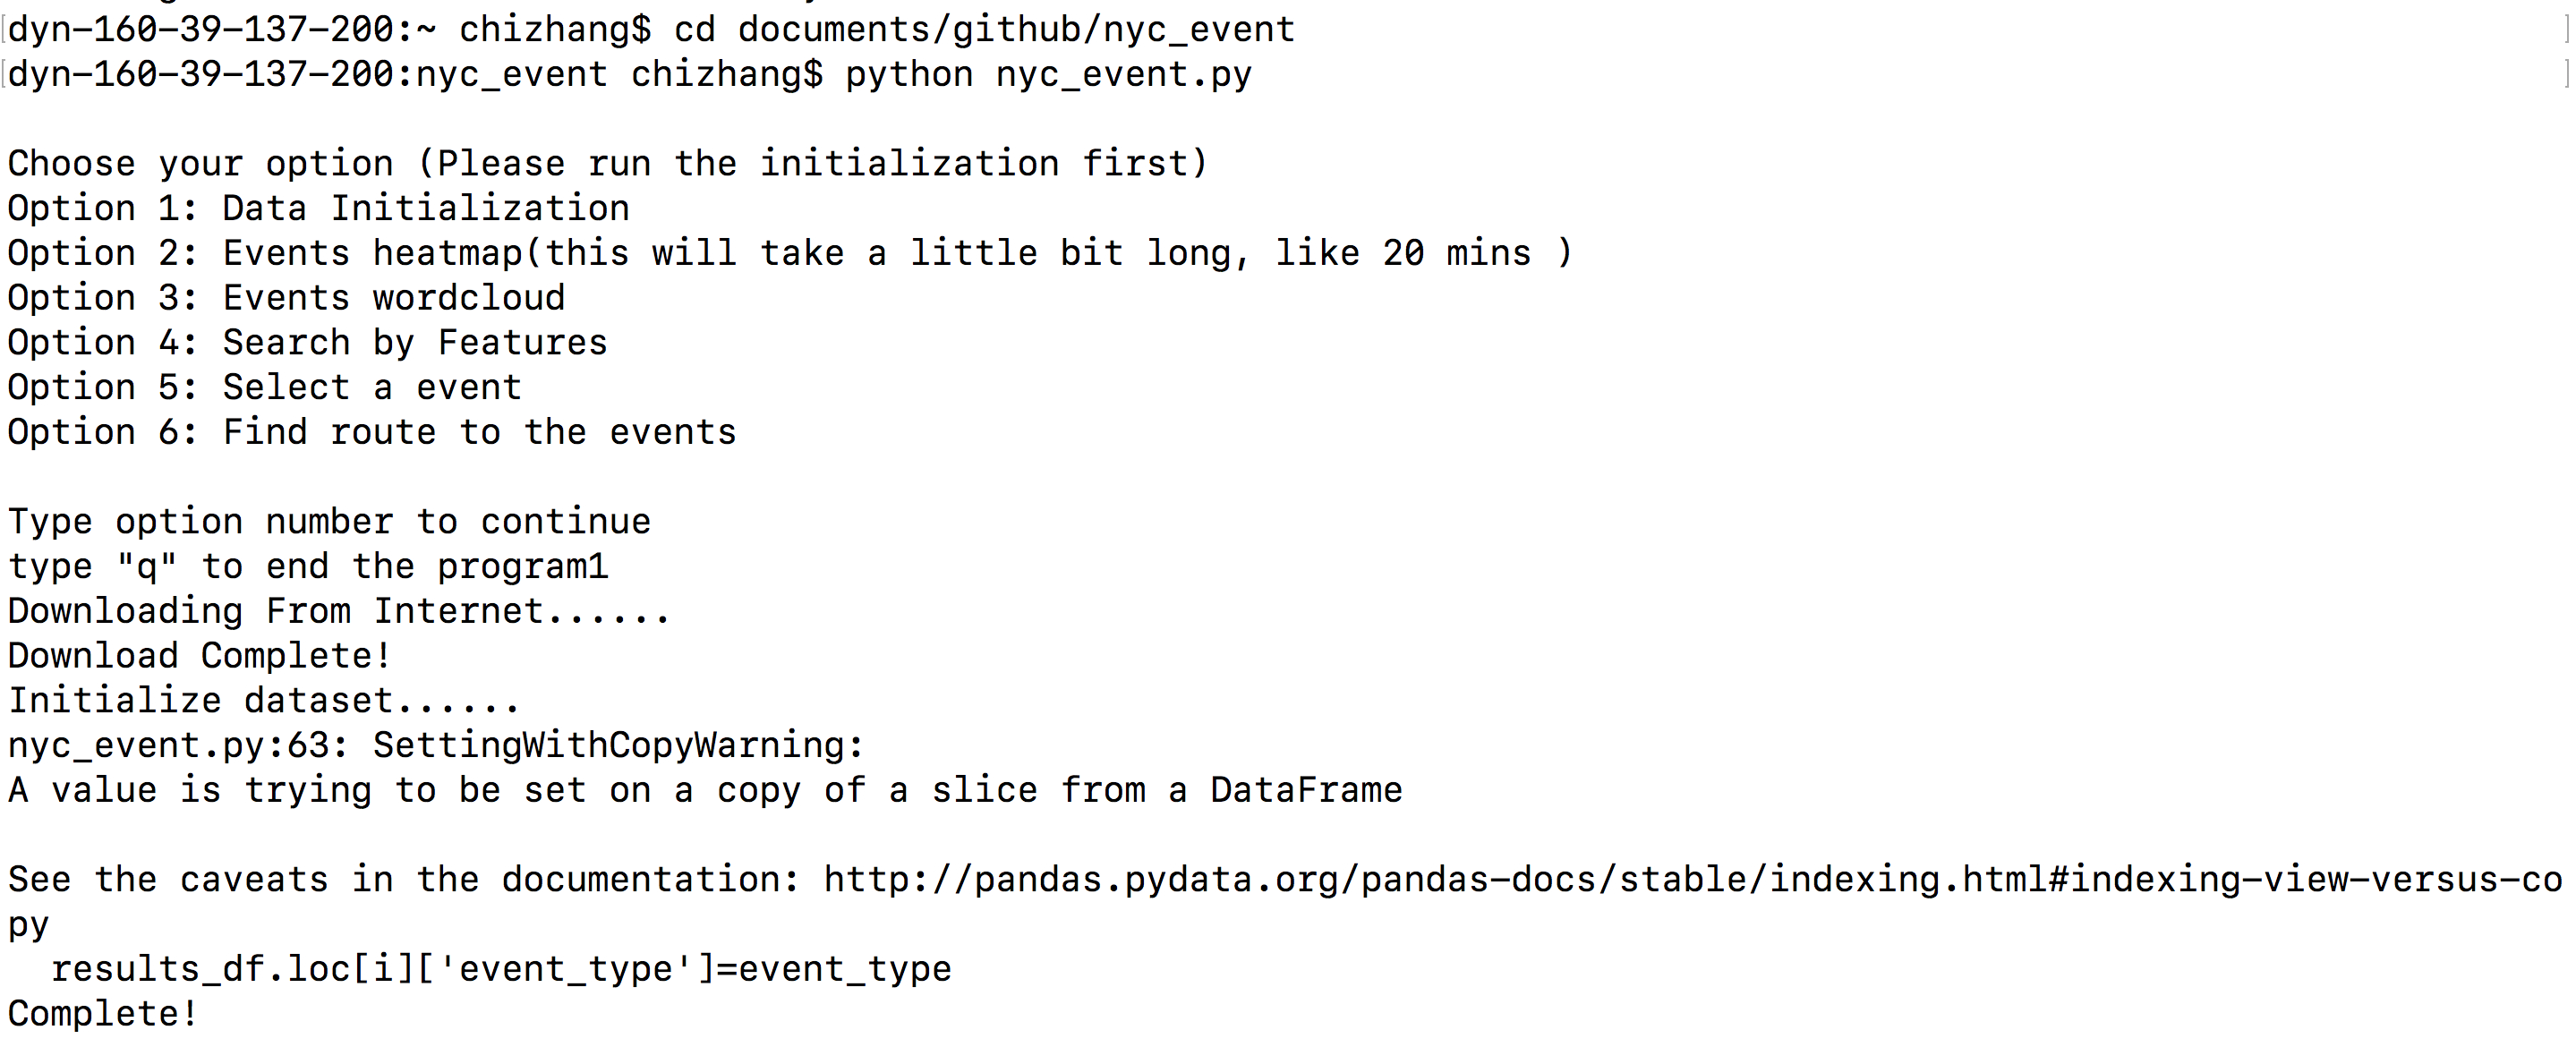 [dyn-160-39-137-200:~ chizhang$ cd documents/github/nyc_event ]
[dyn-160-39-137-200:nyc_event chizhang$ python nyc_event.py ]
Choose your option (Please run the initialization first)
Option 1: Data Initialization
Option 2: Events heatmap(this will take a little bit long, like 20 mins )
Option 3: Events wordcloud
Option 4: Search by Features
Option 5: Select a event
Option 6: Find route to the events
Type option number to continue
type "q" to end the program1
Downloading From Internet......
Download Complete!
Initialize dataset......
nyc_event.py:63: SettingWithCopyWarning:
A value is trying to be set on a copy of a slice from a DataFrame
See the caveats in the documentation: http://pandas.pydata.org/pandas-docs/stable/indexing.html#indexing-view-versus-co
py
results_df.loc[i]['event_type']=event_type
Complete!